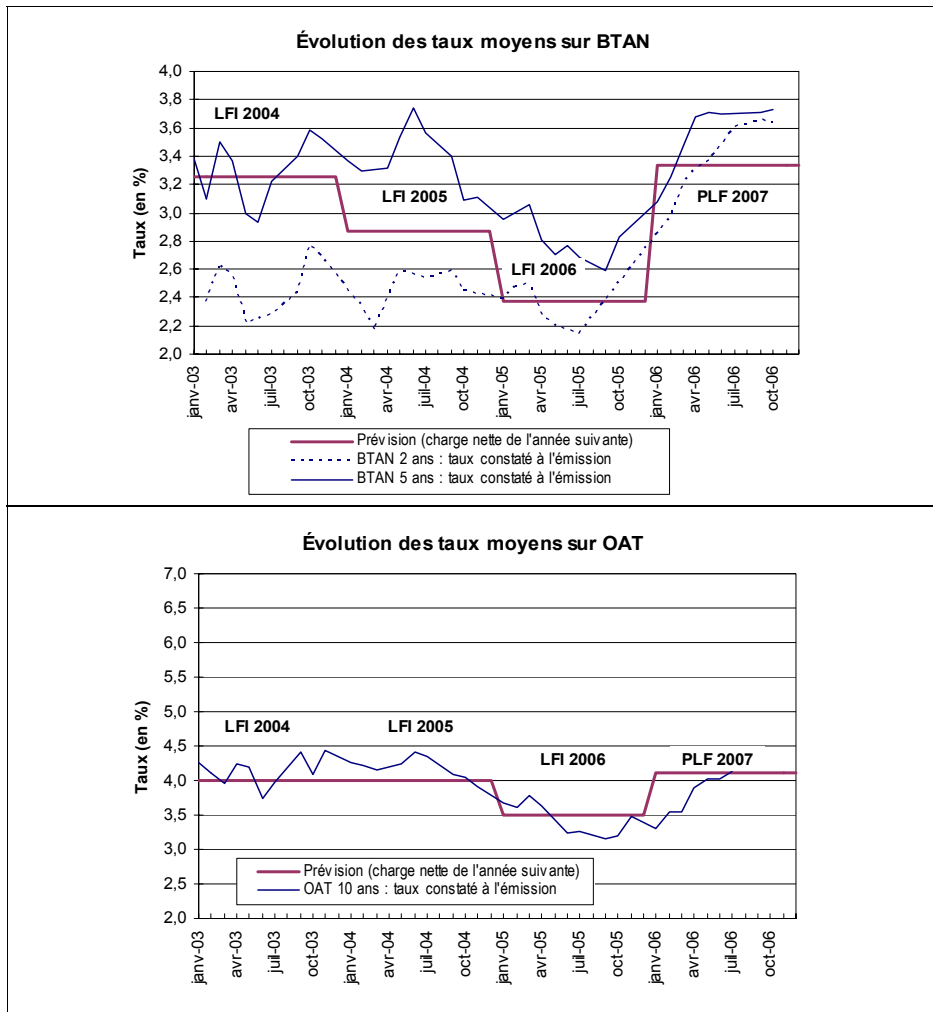 Évolution des taux moyens sur BTAN
Taux (en %)
4,0
3,8
3,6
3,4
3,2
3,0
2,8
2,6
2,4
2,2
2,0
LFI 2004
LFI 2005
LFI 2006
PLF 2007
janv-03
avr-03
juil-03
oct-03
janv-04
avr-04
juil-04
oct-04
janv-05
avr-05
juil-05
oct-05
janv-06
avr-06
juil-06
oct-06
Prévision (charge nette de l'année suivante)
BTAN 2 ans : taux constaté à l'émission
BTAN 5 ans : taux constaté à l'émission
Évolution des taux moyens sur OAT
Taux (en %)
7,0
6,5
6,0
5,5
5,0
4,5
4,0
3,5
3,0
2,5
2,0
LFI 2004
LFI 2005
LFI 2006
PLF 2007
Prévision (charge nette de l'année suivante)
OAT 10 ans : taux constaté à l'émission
janv-03
avr-03
juil-03
oct-03
janv-04
avr-04
juil-04
oct-04
janv-05
avr-05
juil-05
oct-05
janv-06
avr-06
juil-06
oct-06